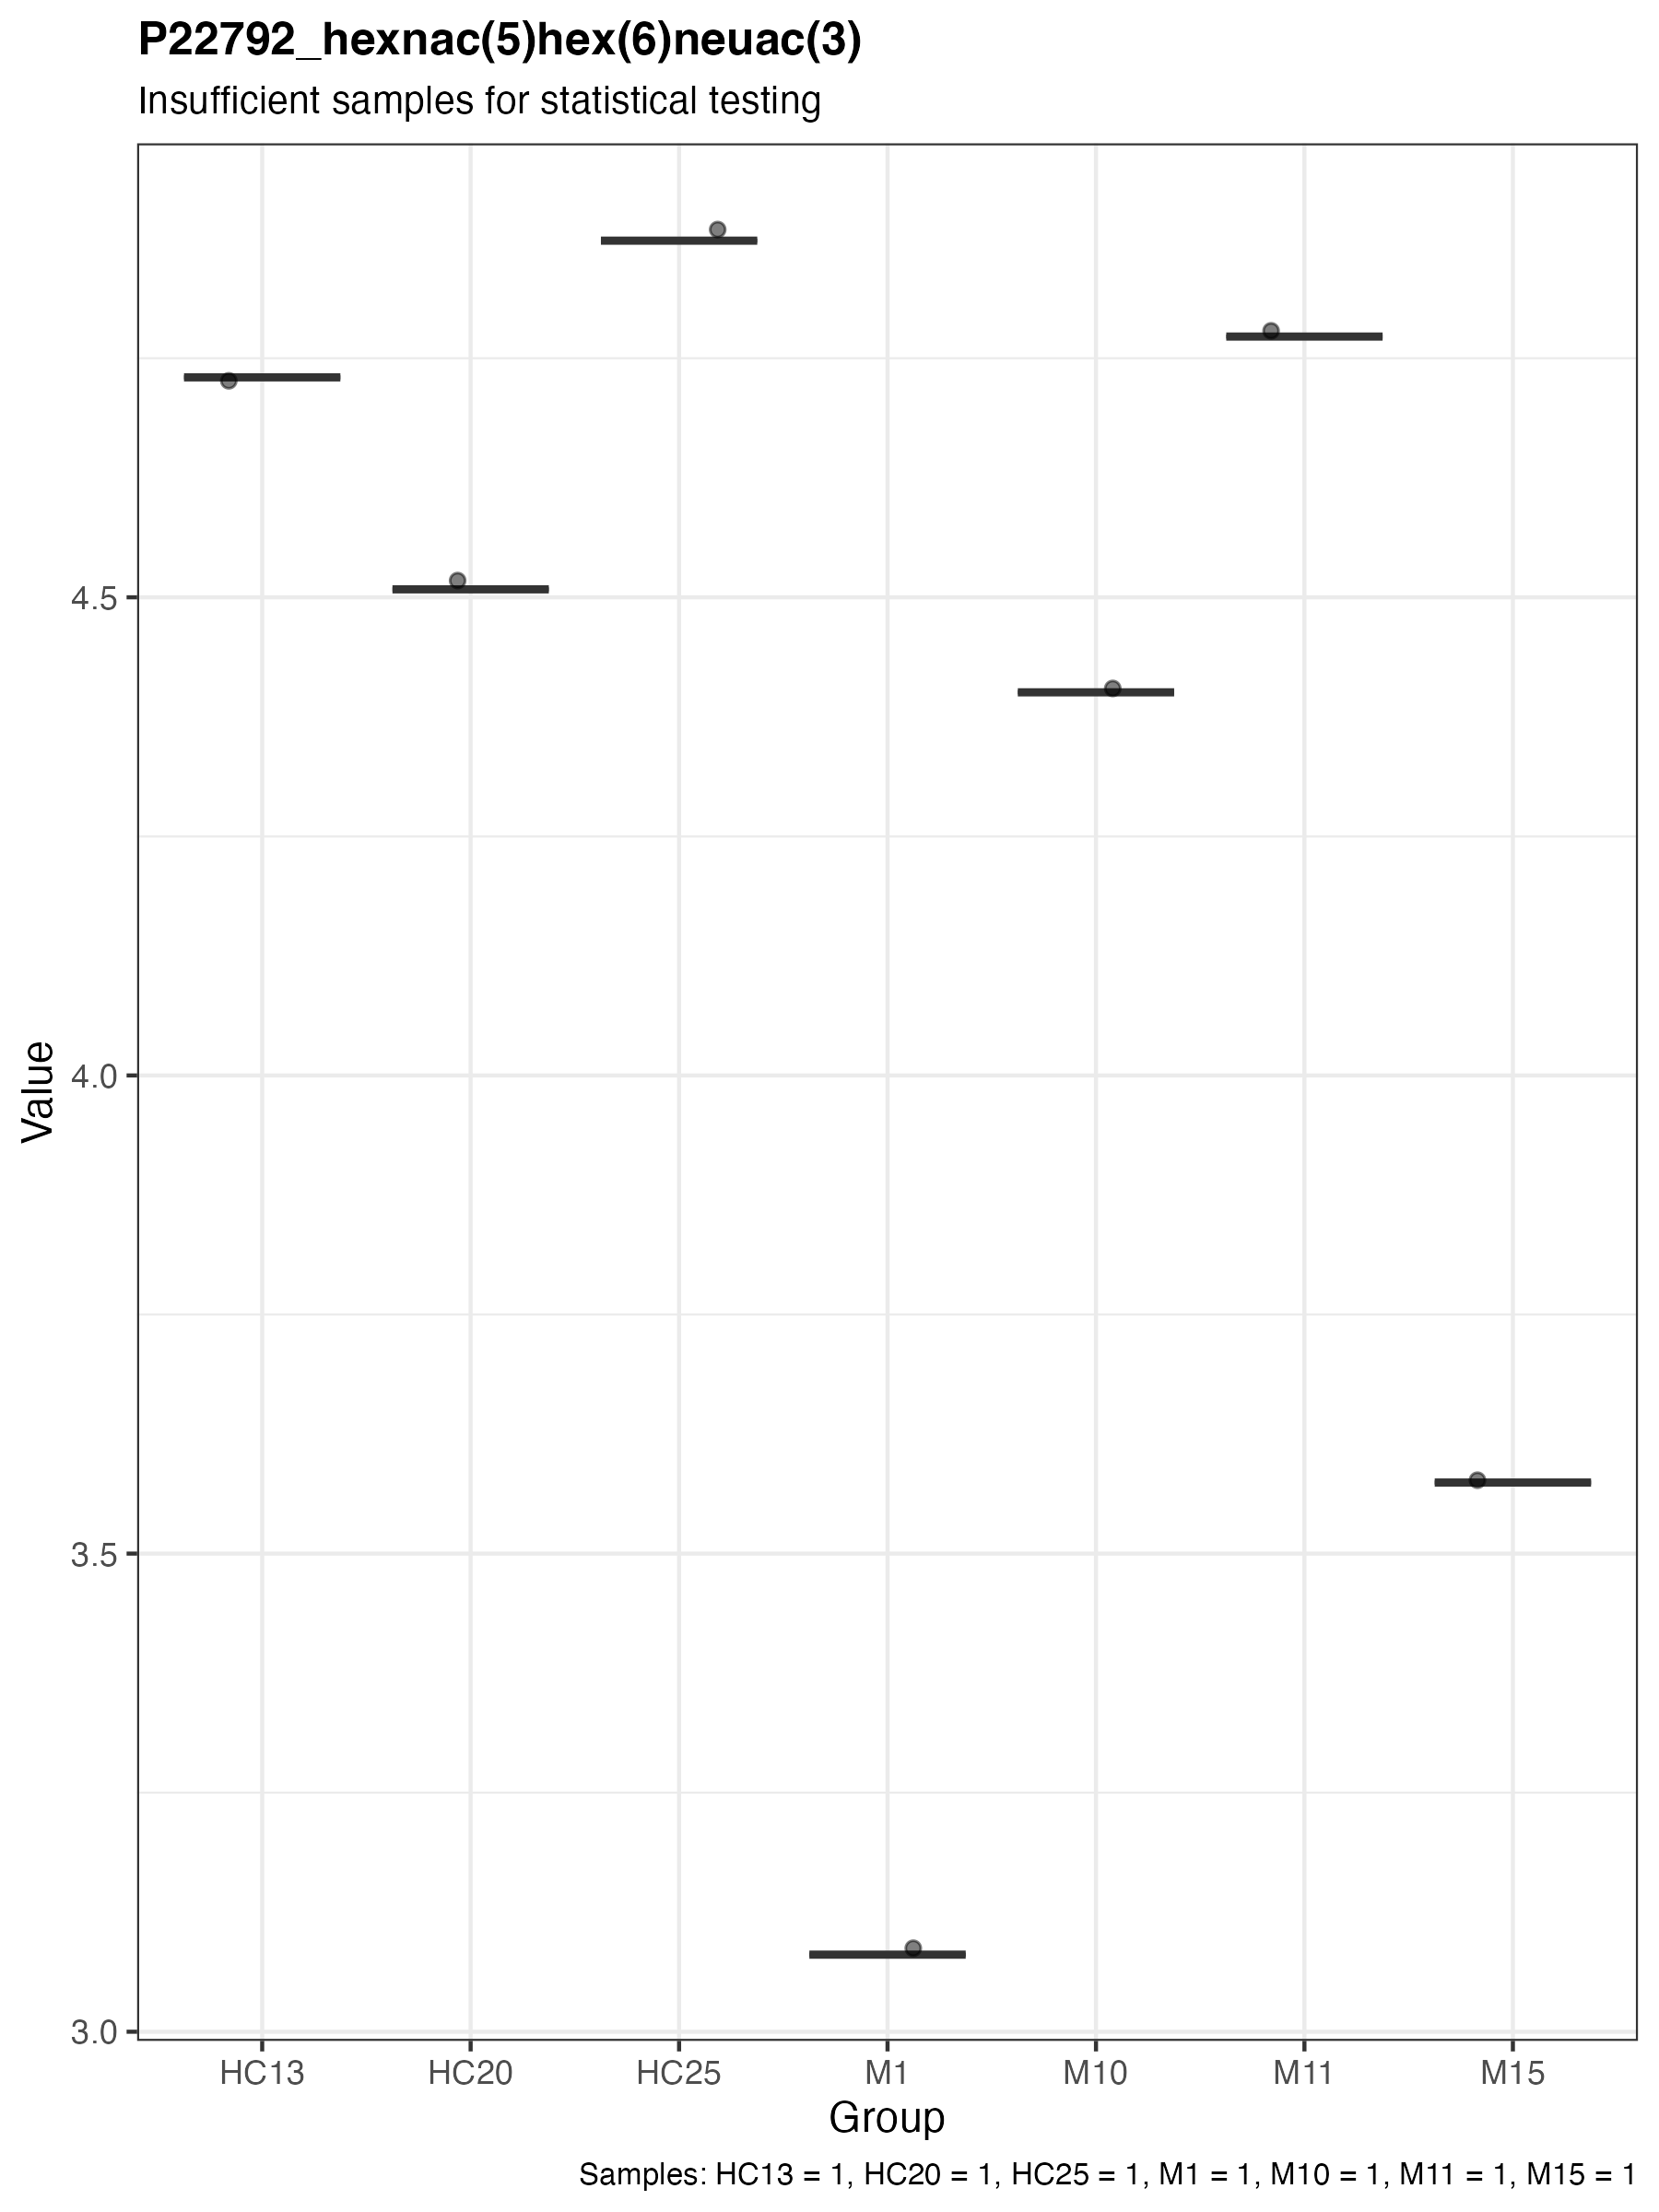 P22792_hexnac(5)hex(6)neuac(3)
Insufficient samples for statistical testing
Value
4.5
4.0
3.5
3.0
HC13 HC20 HC25 M1 M10 M11 M15
Group
Samples: HC13 = 1, HC20 = 1, HC25 = 1, M1 = 1, M10 = 1, M11 = 1, M15 = 1